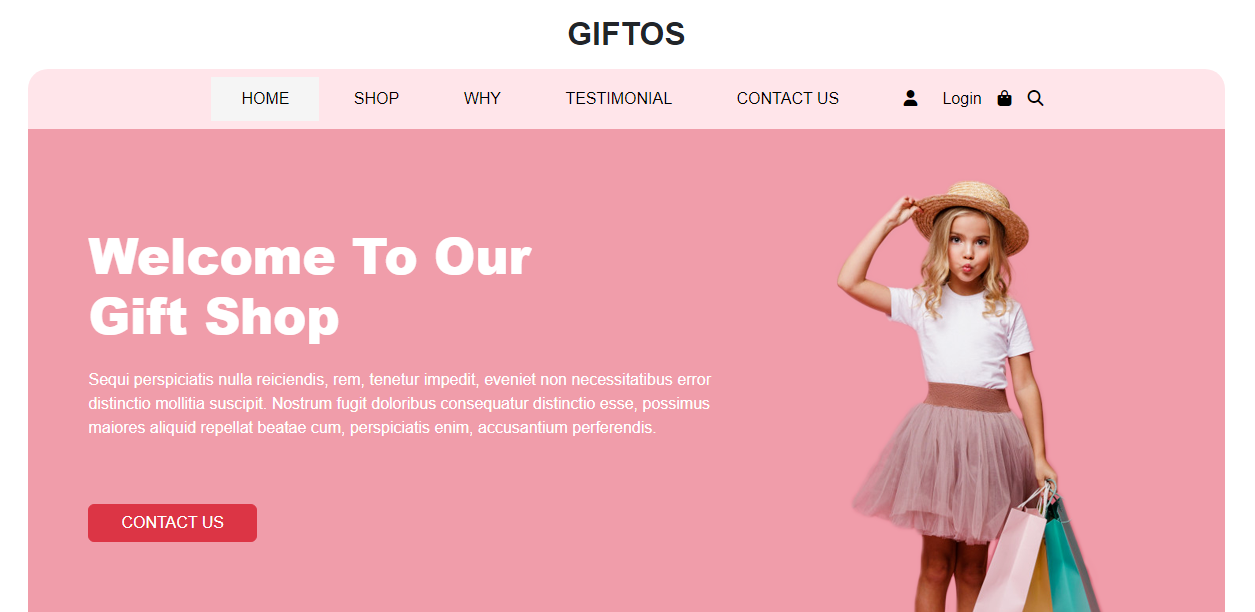 GIFTOS
HOME SHOP WHY TESTIMONIAL CONTACT US Login
Welcome To Our
Gift Shop
Sequi perspiciatis nulla reiciendis, rem, tenetur impedit, eveniet non necessitatibus error
distinctio mollitia suscipit. Nostrum fugit doloribus consequatur distinctio esse, possimus
maiores aliquid repellat beatae cum, perspiciatis enim, accusantium perferendis.
CONTACT US